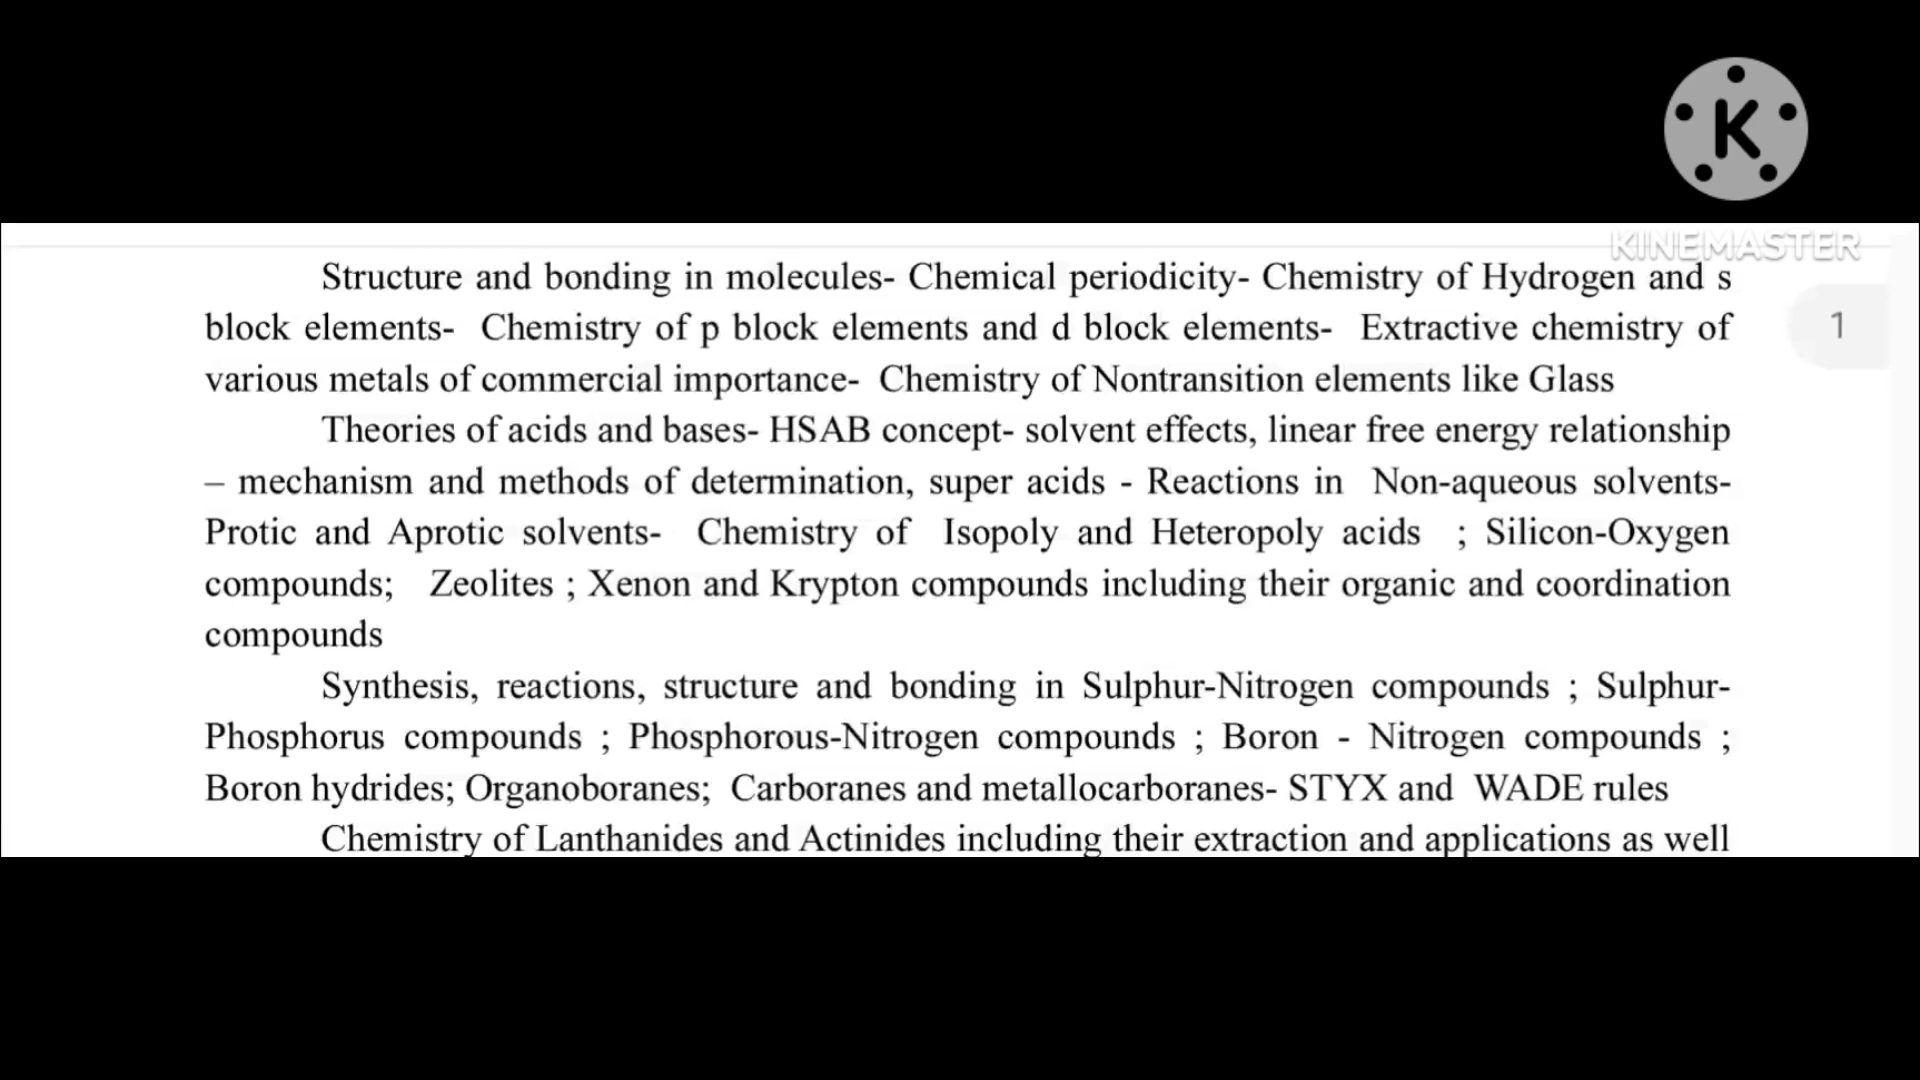 K
KINEMASTER
Structure and bonding in molecules- Chemical periodicity- Chemistry of Hydrogen and s
block elements- Chemistry of p block elements and d block elements- Extractive chemistry of
1
various metals of commercial importance- Chemistry of Nontransition elements like Glass
Theories of acids and bases- HSAB concept- solvent effects, linear free energy relationship
– mechanism and methods of determination, super acids - Reactions in Non-aqueous solvents-
Protic and Aprotic solvents- Chemistry of Isopoly and Heteropoly acids ; Silicon-Oxygen
compounds; Zeolites ; Xenon and Krypton compounds including their organic and coordination
compounds
Synthesis, reactions, structure and bonding in Sulphur-Nitrogen compounds ; Sulphur-
Phosphorus compounds ; Phosphorous-Nitrogen compounds ; Boron - Nitrogen compounds ;
Boron hydrides; Organoboranes; Carboranes and metallocarboranes- STYX and WADE rules
Chemistry of Lanthanides and Actinides including their extraction and applications as well